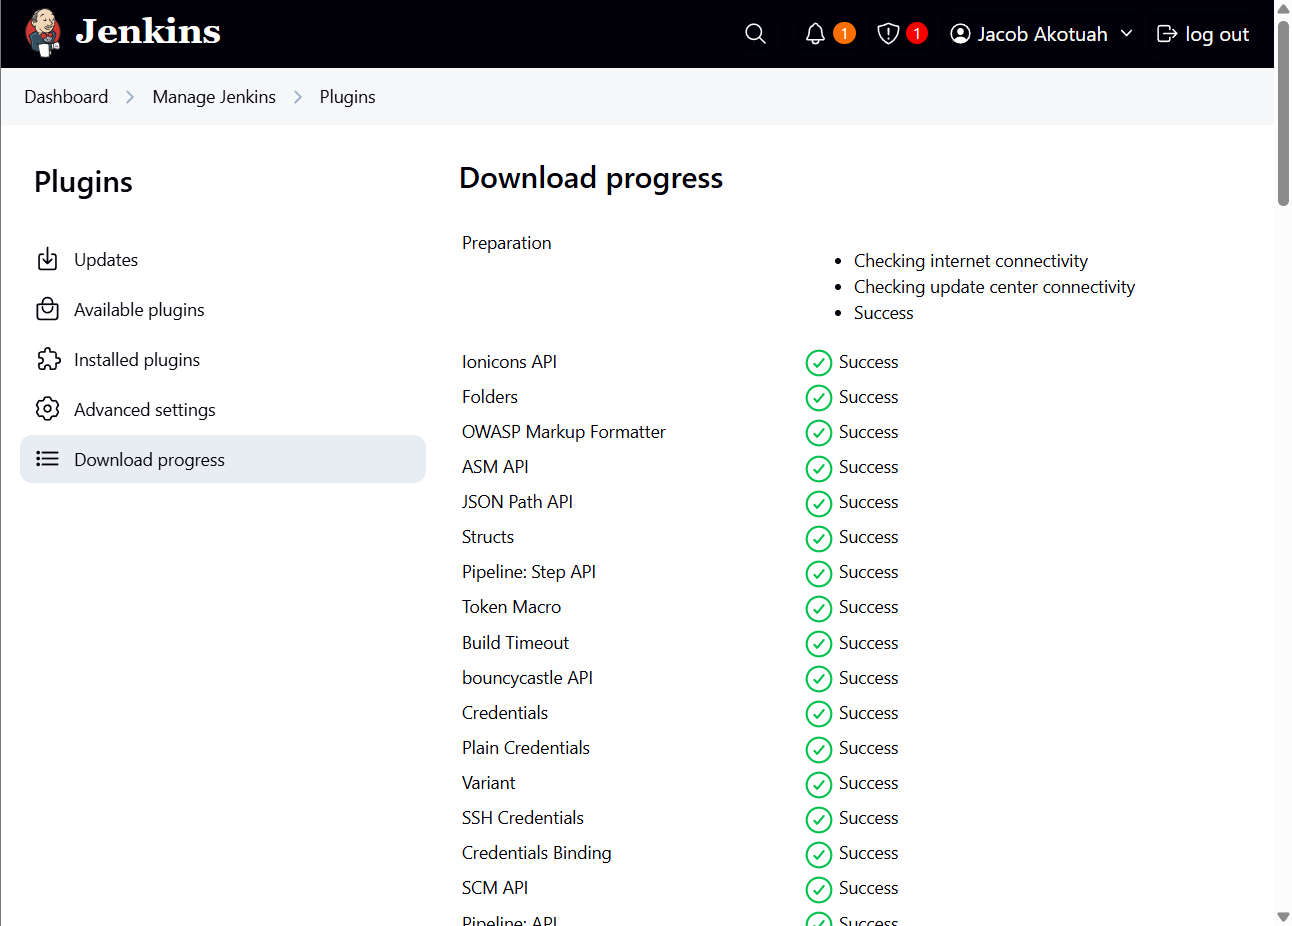 Jenkins
1
1
Jacob Akotuah
log out
Dashboard > Manage Jenkins > Plugins
Plugins
Updates
Available plugins
Installed plugins
Advanced settings
Download progress
Download progress
Preparation
• Checking internet connectivity
• Checking update center connectivity
• Success
Ionicons API Success
Folders Success
OWASP Markup Formatter Success
ASM API Success
JSON Path API Success
Structs Success
Pipeline: Step API Success
Token Macro Success
Build Timeout Success
bouncycastle API Success
Credentials Success
Plain Credentials Success
Variant Success
SSH Credentials Success
Credentials Binding Success
SCM API Success
Pipeline: API Success